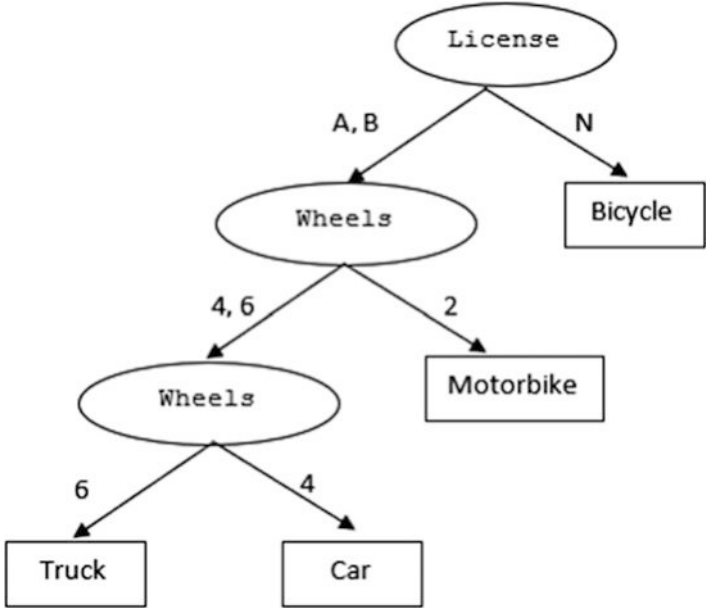 License
A, B
N
Wheels
Bicycle
4, 6
2
Wheels
Motorbike
6
4
Truck
Car